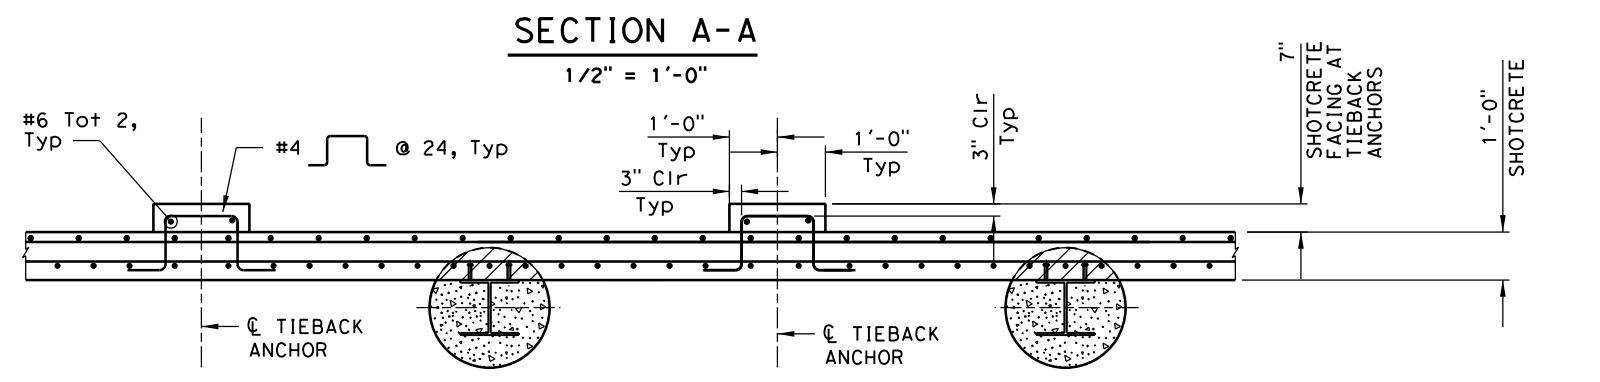 SECTION A-A
1/2" = 1'-0"
#6 Tot 2,
Typ
#4 @ 24, Typ
1'-0"
Typ
1'-0"
Typ
3" Clr
Typ
3" Clr
Typ
7"
SHOTCRETE
FACING AT
TIEBACK
ANCHORS
1'-0"
SHOTCRETE
℄ TIEBACK
ANCHOR
℄ TIEBACK
ANCHOR